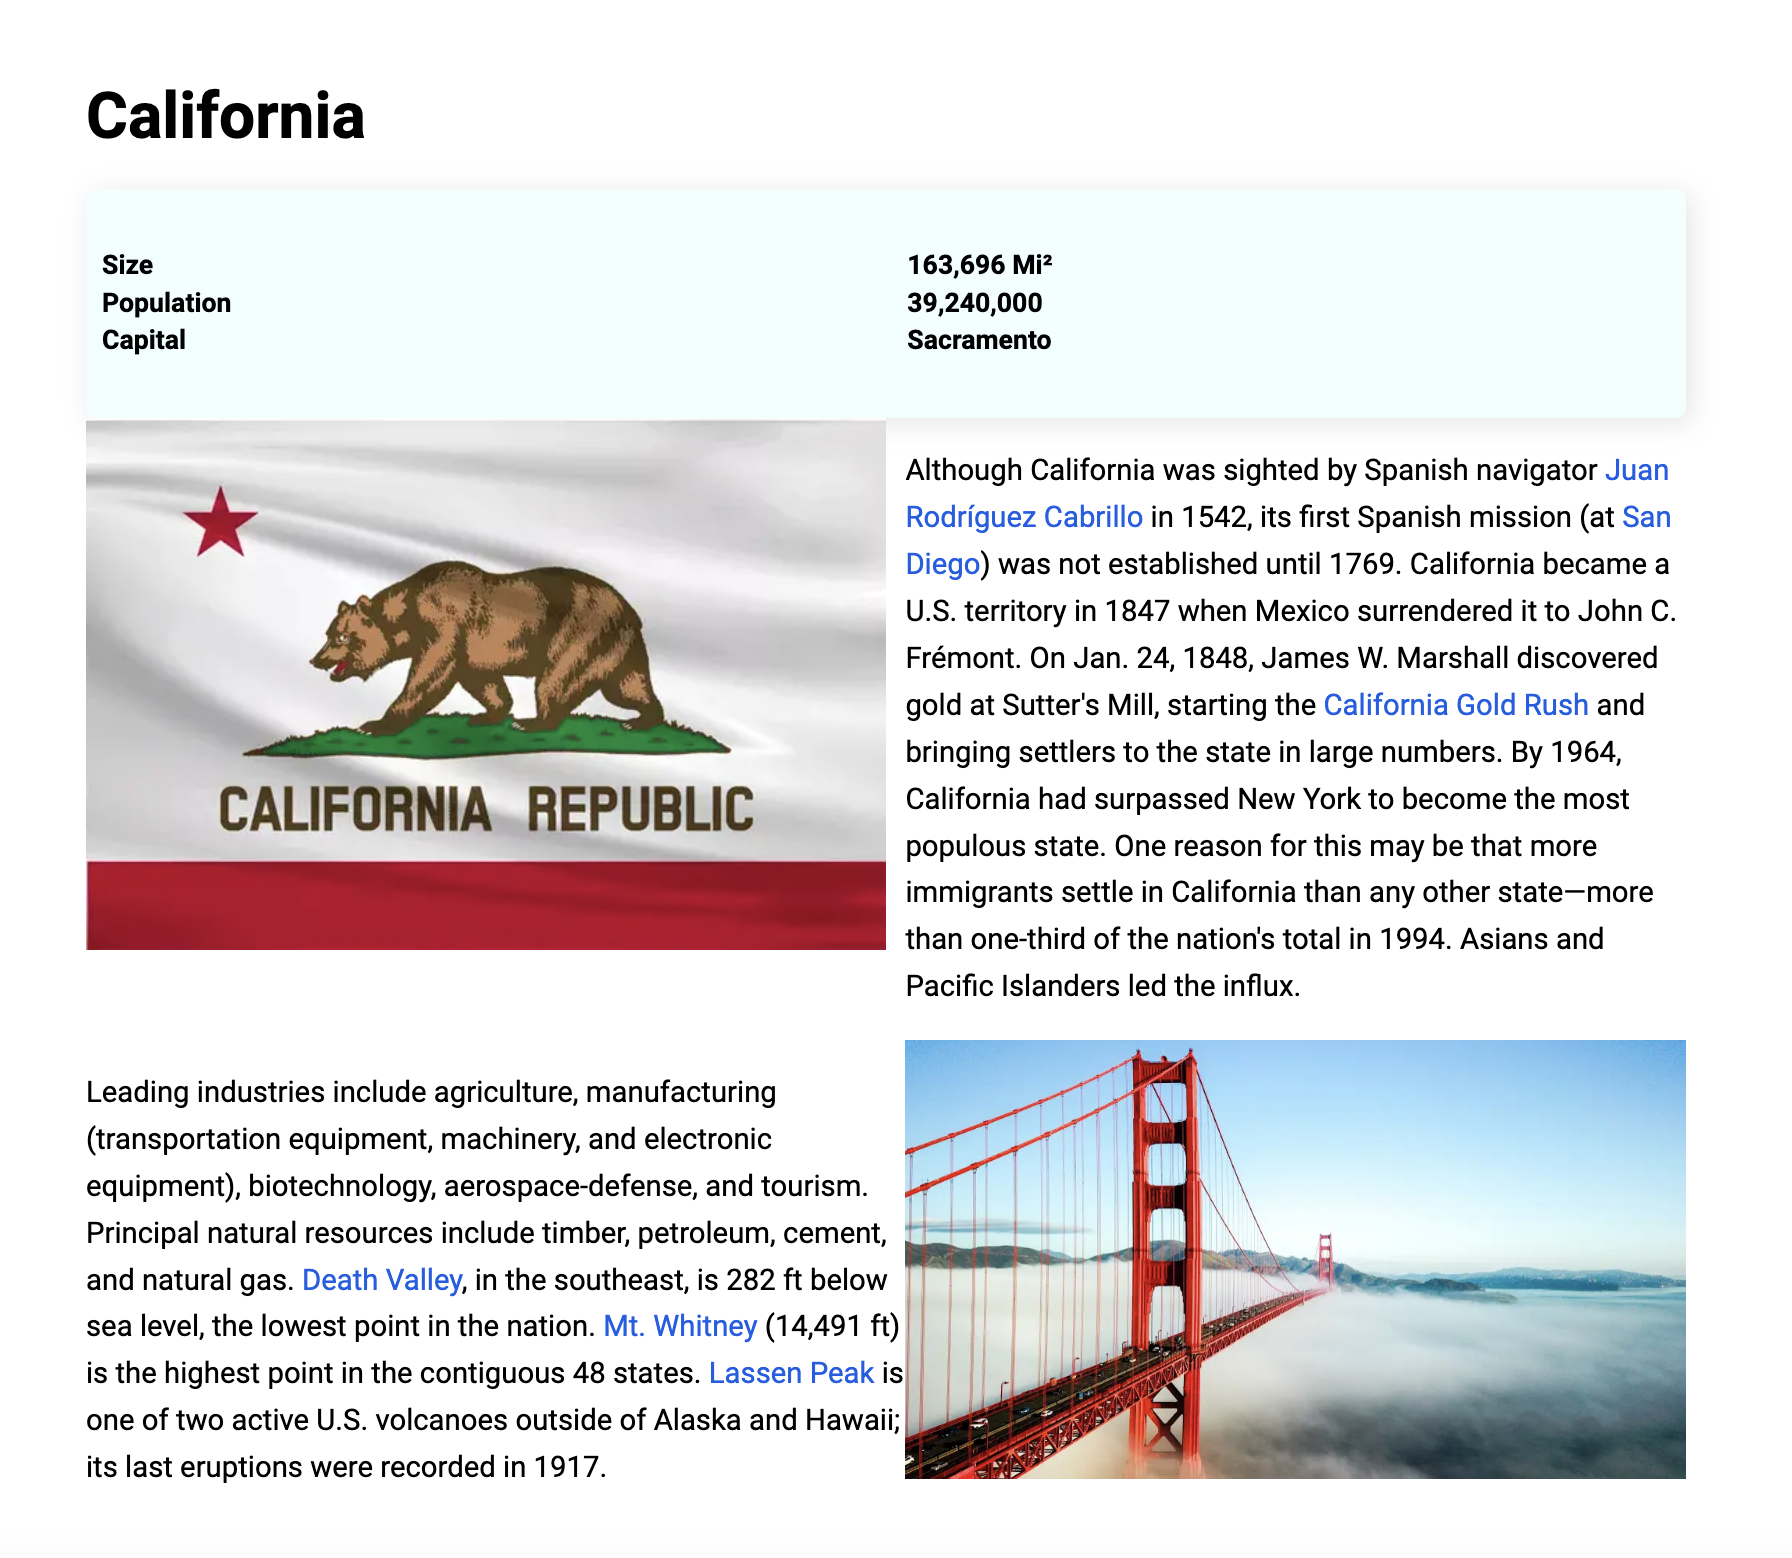 California
Size 163,696 Mi²
Population 39,240,000
Capital Sacramento
CALIFORNIA REPUBLIC
Although California was sighted by Spanish navigator Juan
Rodríguez Cabrillo in 1542, its first Spanish mission (at San
Diego) was not established until 1769. California became a
U.S. territory in 1847 when Mexico surrendered it to John C.
Frémont. On Jan. 24, 1848, James W. Marshall discovered
gold at Sutter's Mill, starting the California Gold Rush and
bringing settlers to the state in large numbers. By 1964,
California had surpassed New York to become the most
populous state. One reason for this may be that more
immigrants settle in California than any other state—more
than one-third of the nation's total in 1994. Asians and
Pacific Islanders led the influx.
Leading industries include agriculture, manufacturing
(transportation equipment, machinery, and electronic
equipment), biotechnology, aerospace-defense, and tourism.
Principal natural resources include timber, petroleum, cement,
and natural gas. Death Valley, in the southeast, is 282 ft below
sea level, the lowest point in the nation. Mt. Whitney (14,491 ft)
is the highest point in the contiguous 48 states. Lassen Peak is
one of two active U.S. volcanoes outside of Alaska and Hawaii;
its last eruptions were recorded in 1917.